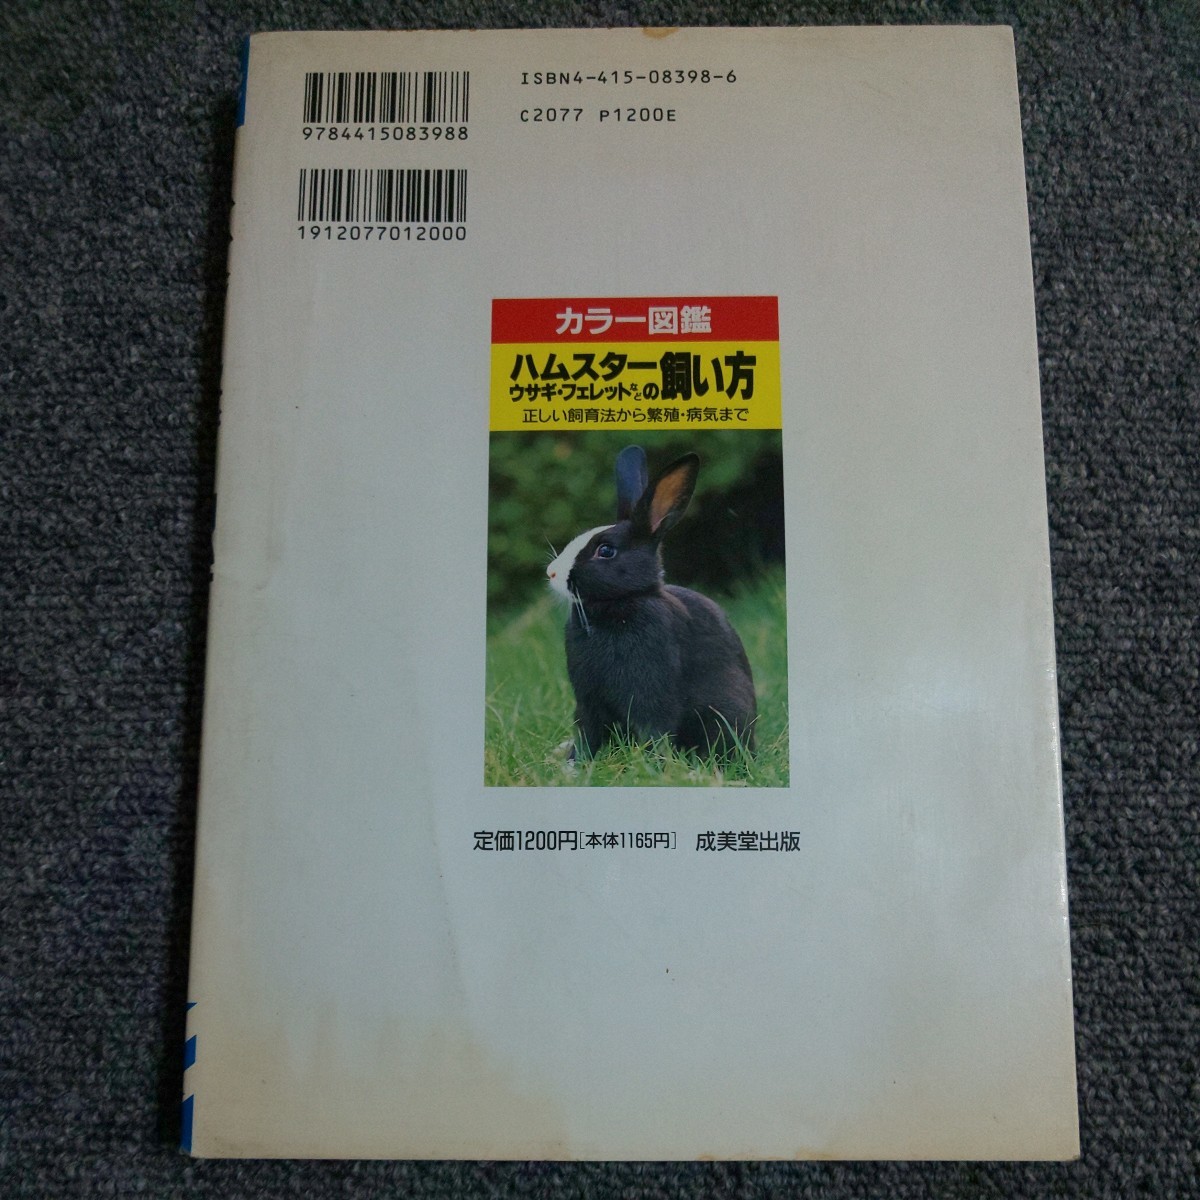 ISBN4-415-08398-6
C2077 P1200E
9784415083988
1912077012000
カラー図鑑
ハムスター
ウサギ・フェレットなどの飼い方
正しい飼育法から繁殖・病気まで
定価1200円[本体1165円] 成美堂出版